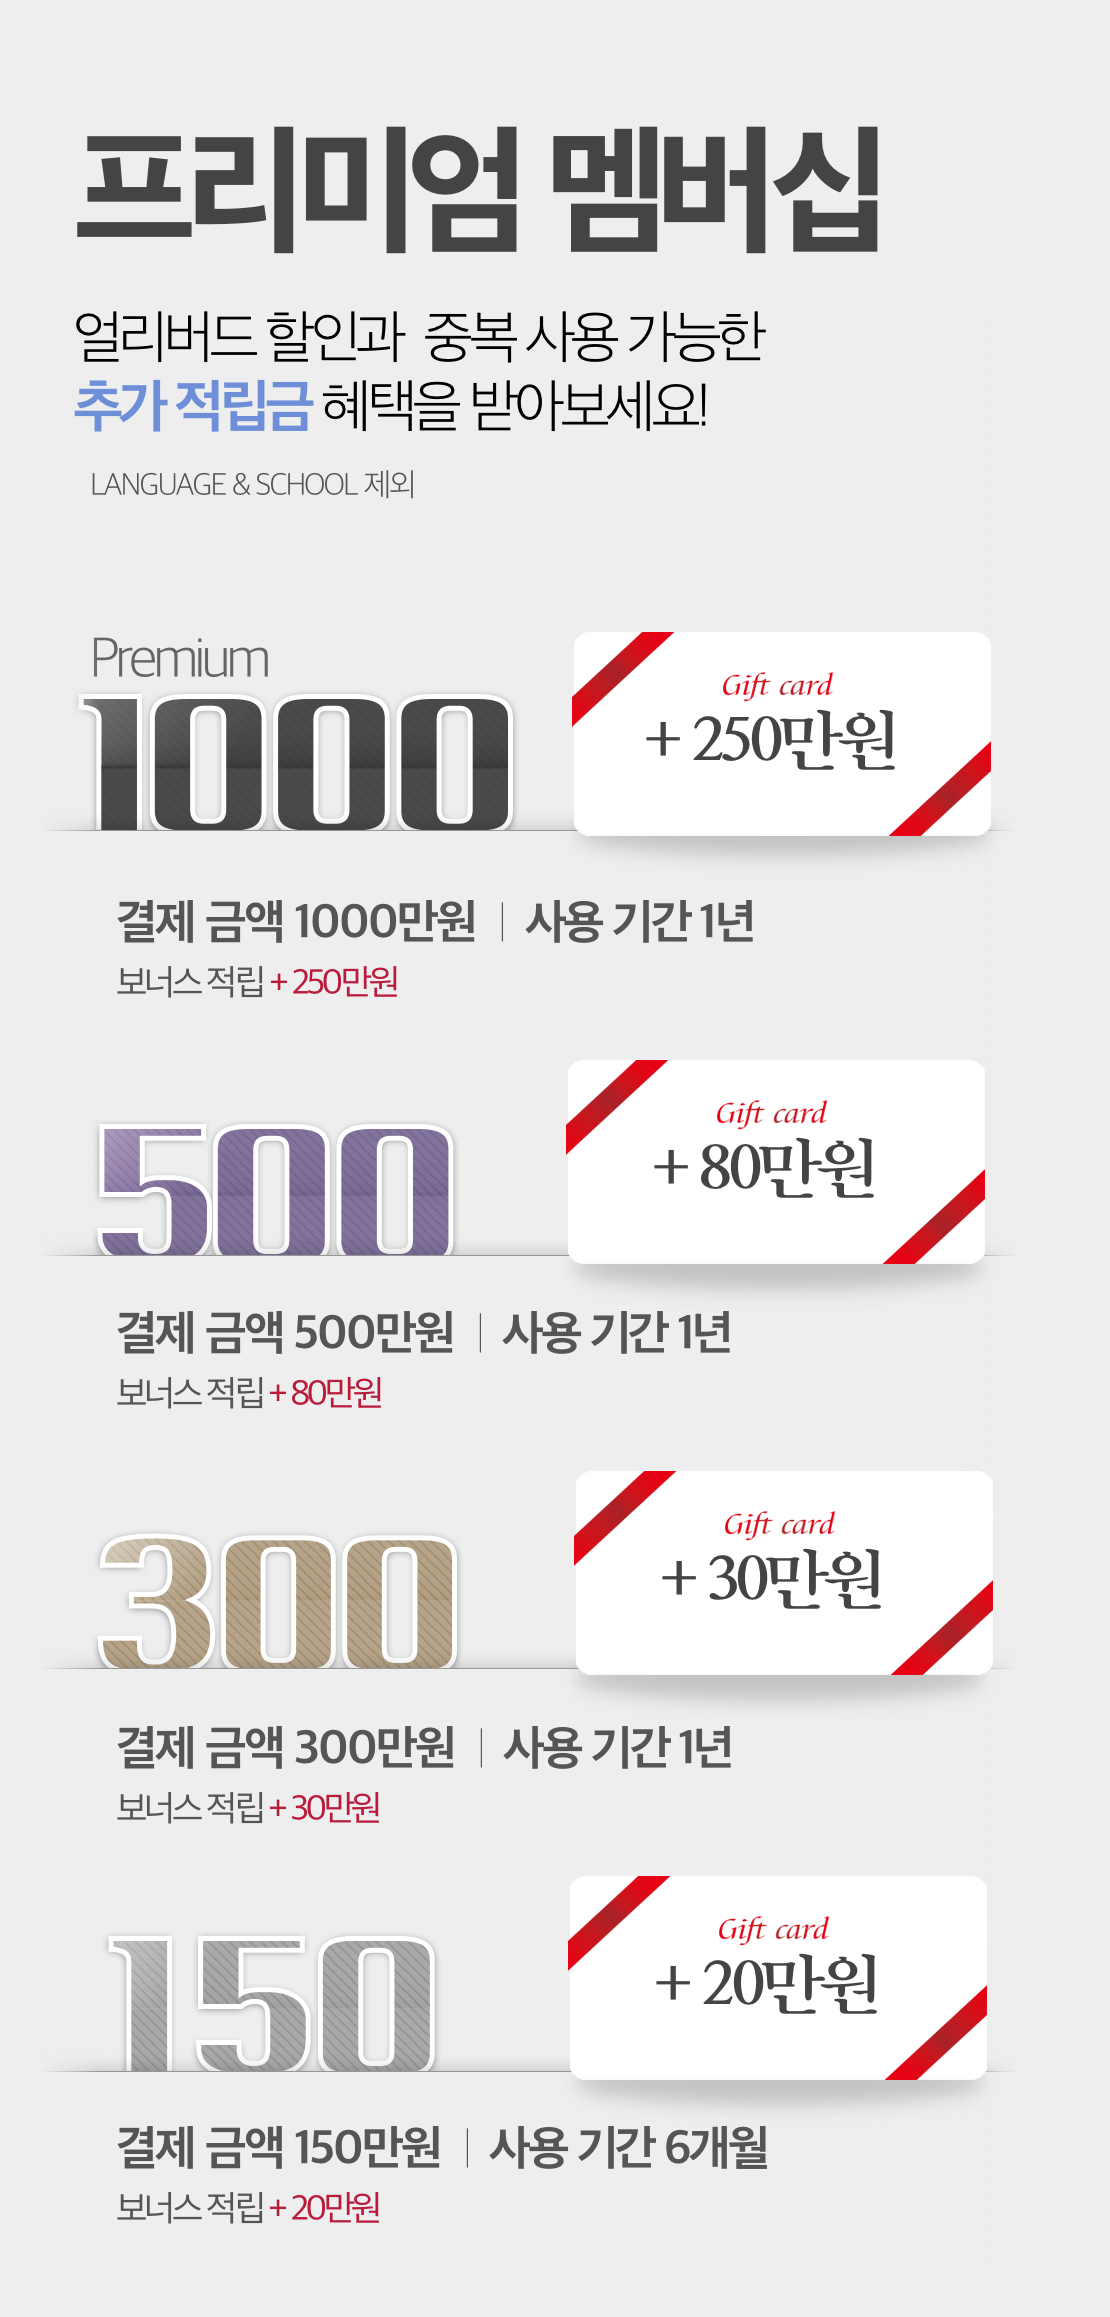 프리미엄 멤버십
얼리버드 할인과 중복 사용 가능한
추가 적립금 혜택을 받아보세요!
LANGUAGE & SCHOOL 제외
Premium
1000
Gift card
+ 250만원
결제 금액 1000만원 | 사용 기간 1년
보너스 적립 + 250만원
500
Gift card
+ 80만원
결제 금액 500만원 | 사용 기간 1년
보너스 적립 + 80만원
300
Gift card
+ 30만원
결제 금액 300만원 | 사용 기간 1년
보너스 적립 + 30만원
150
Gift card
+ 20만원
결제 금액 150만원 | 사용 기간 6개월
보너스 적립 + 20만원